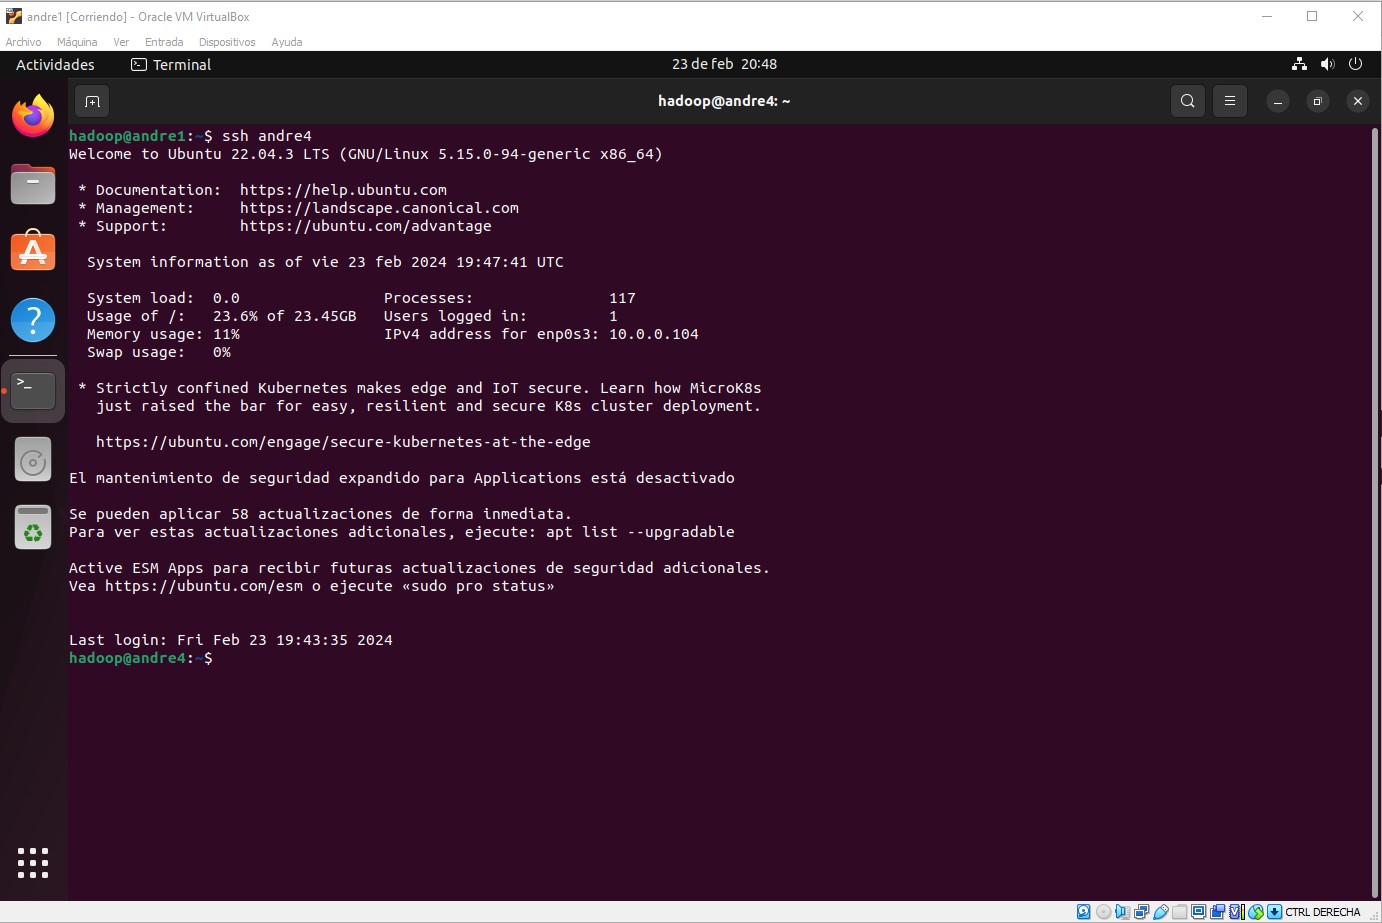 andre1 [Corriendo] - Oracle VM VirtualBox
Archivo Máquina Ver Entrada Dispositivos Ayuda
Actividades Terminal 23 de feb 20:48
hadoop@andre4: ~
hadoop@andre1:~$ ssh andre4
Welcome to Ubuntu 22.04.3 LTS (GNU/Linux 5.15.0-94-generic x86_64)
* Documentation: https://help.ubuntu.com
* Management: https://landscape.canonical.com
* Support: https://ubuntu.com/advantage
System information as of vie 23 feb 2024 19:47:41 UTC
System load: 0.0 Processes: 117
Usage of /: 23.6% of 23.45GB Users logged in: 1
Memory usage: 11% IPv4 address for enp0s3: 10.0.0.104
Swap usage: 0%
* Strictly confined Kubernetes makes edge and IoT secure. Learn how MicroK8s
just raised the bar for easy, resilient and secure K8s cluster deployment.
https://ubuntu.com/engage/secure-kubernetes-at-the-edge
El mantenimiento de seguridad expandido para Applications está desactivado
Se pueden aplicar 58 actualizaciones de forma inmediata.
Para ver estas actualizaciones adicionales, ejecute: apt list --upgradable
Active ESM Apps para recibir futuras actualizaciones de seguridad adicionales.
Vea https://ubuntu.com/esm o ejecute «sudo pro status»
Last login: Fri Feb 23 19:43:35 2024
hadoop@andre4:~$
CTRL DERECHA